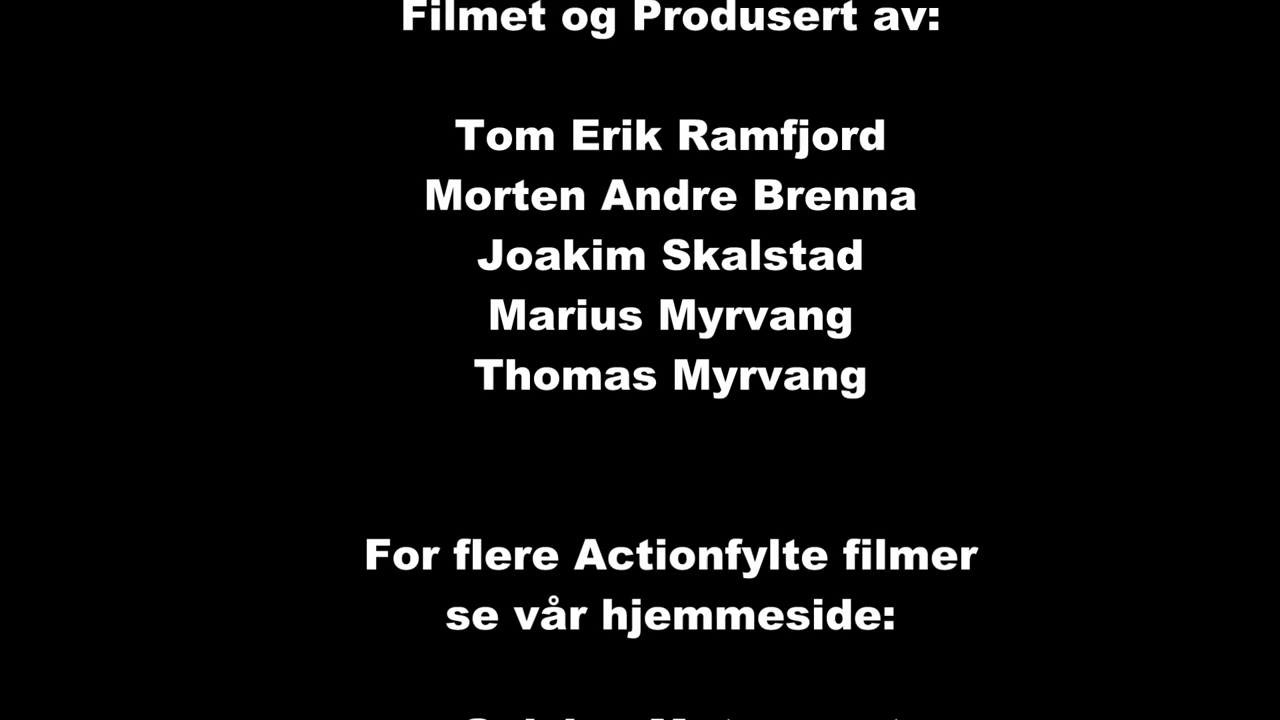 Filmet og Produsert av:
Tom Erik Ramfjord
Morten Andre Brenna
Joakim Skalstad
Marius Myrvang
Thomas Myrvang
For flere Actionfylte filmer
se vår hjemmeside: